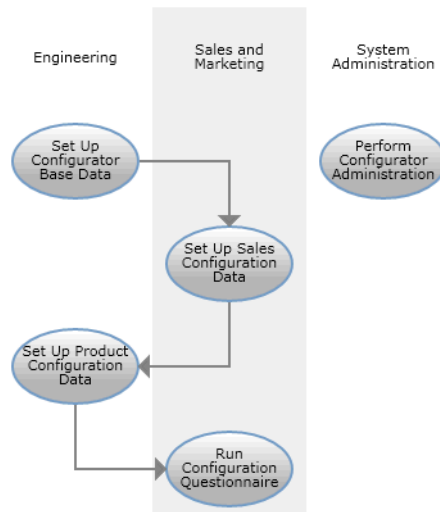 Engineering
Sales and
Marketing
System
Administration
Set Up
Configurator
Base Data
Perform
Configurator
Administration
Set Up Sales
Configuration
Data
Set Up Product
Configuration
Data
Run
Configuration
Questionnaire